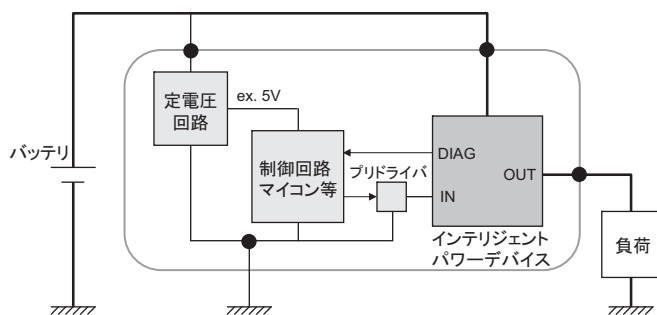 定電圧
回路
ex. 5V
バッテリ
制御回路
マイコン等
プリドライバ
DIAG
OUT
IN
インテリジェント
パワーデバイス
負荷